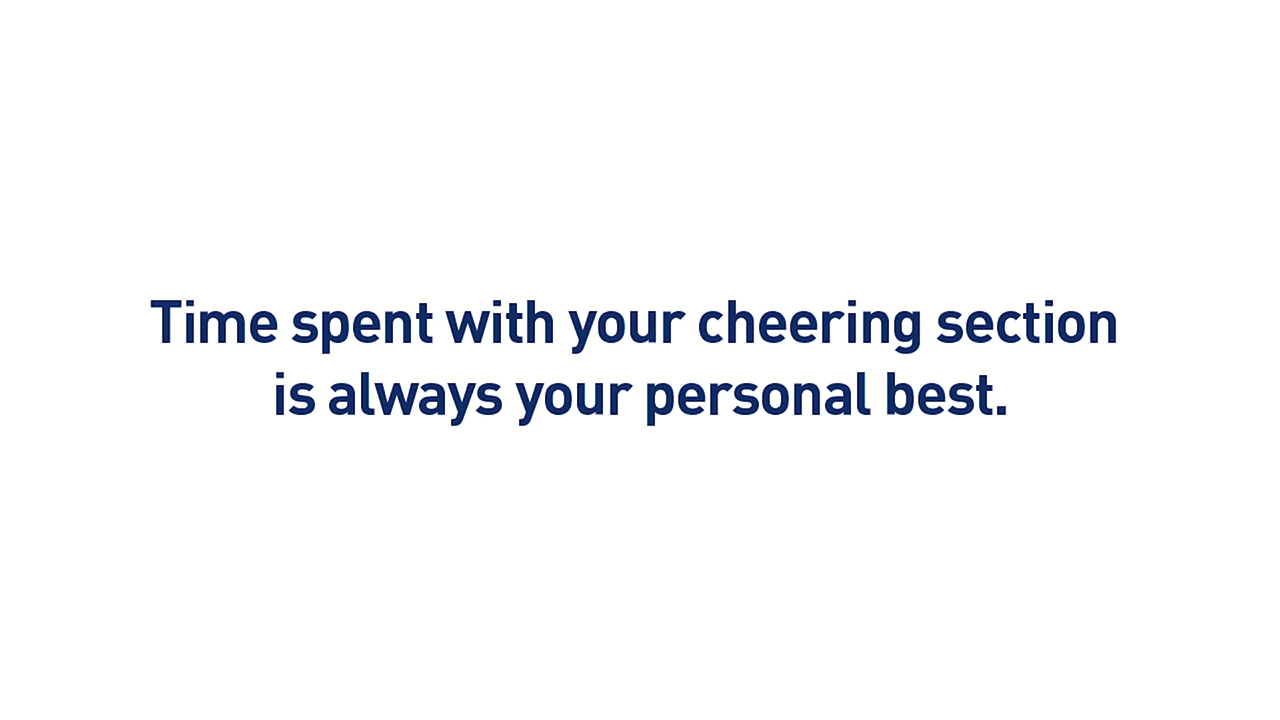 Time spent with your cheering section
is always your personal best.